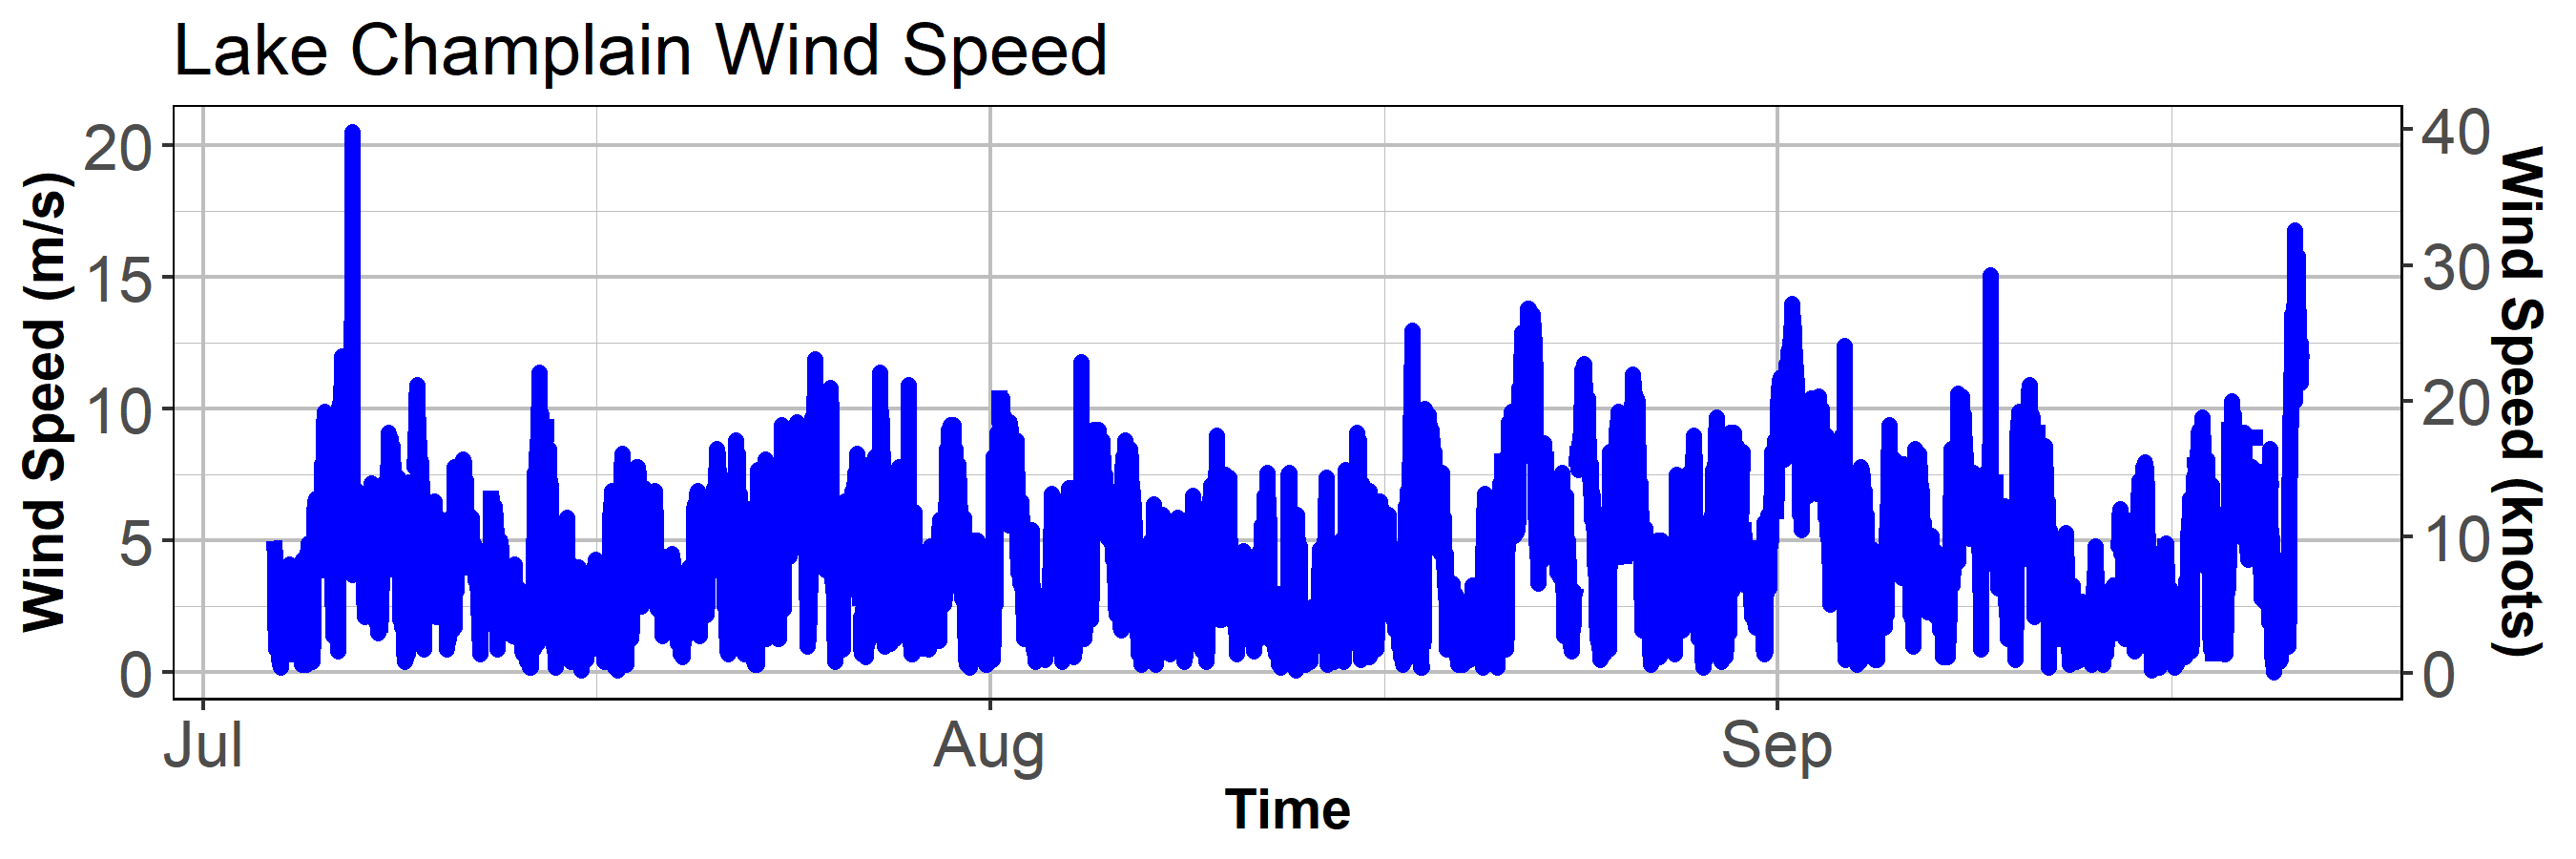 Lake Champlain Wind Speed
Wind Speed (m/s)
20
15
10
5
0
40
30
20
10
0
Wind Speed (knots)
Jul
Aug
Sep
Time